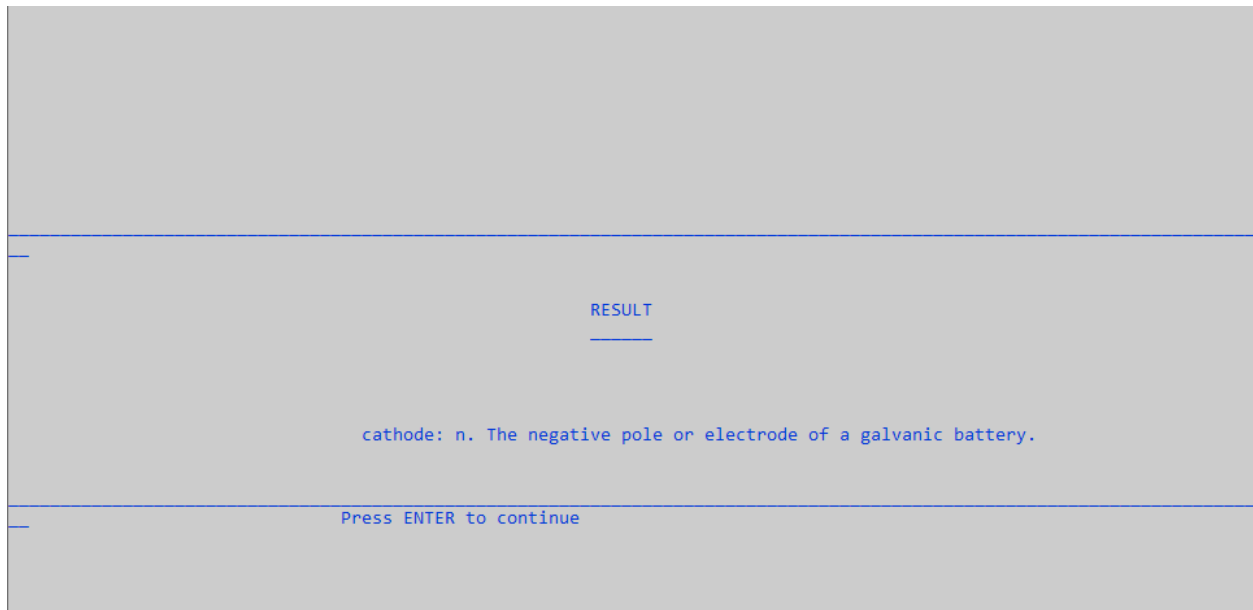 RESULT
cathode: n. The negative pole or electrode of a galvanic battery.
Press ENTER to continue